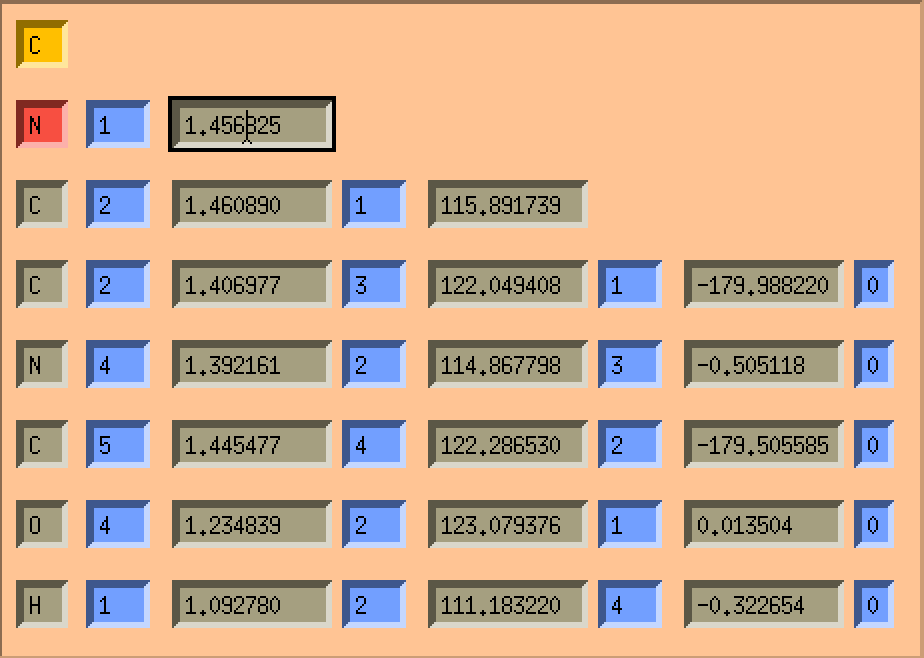 C
N 1 1.456825
C 2 1.460890 1 115.891739
C 2 1.406977 3 122.049408 1 -179.988220 0
N 4 1.392161 2 114.867798 3 -0.505118 0
C 5 1.445477 4 122.286530 2 -179.505585 0
O 4 1.234839 2 123.079376 1 0.013504 0
H 1 1.092780 2 111.183220 4 -0.322654 0